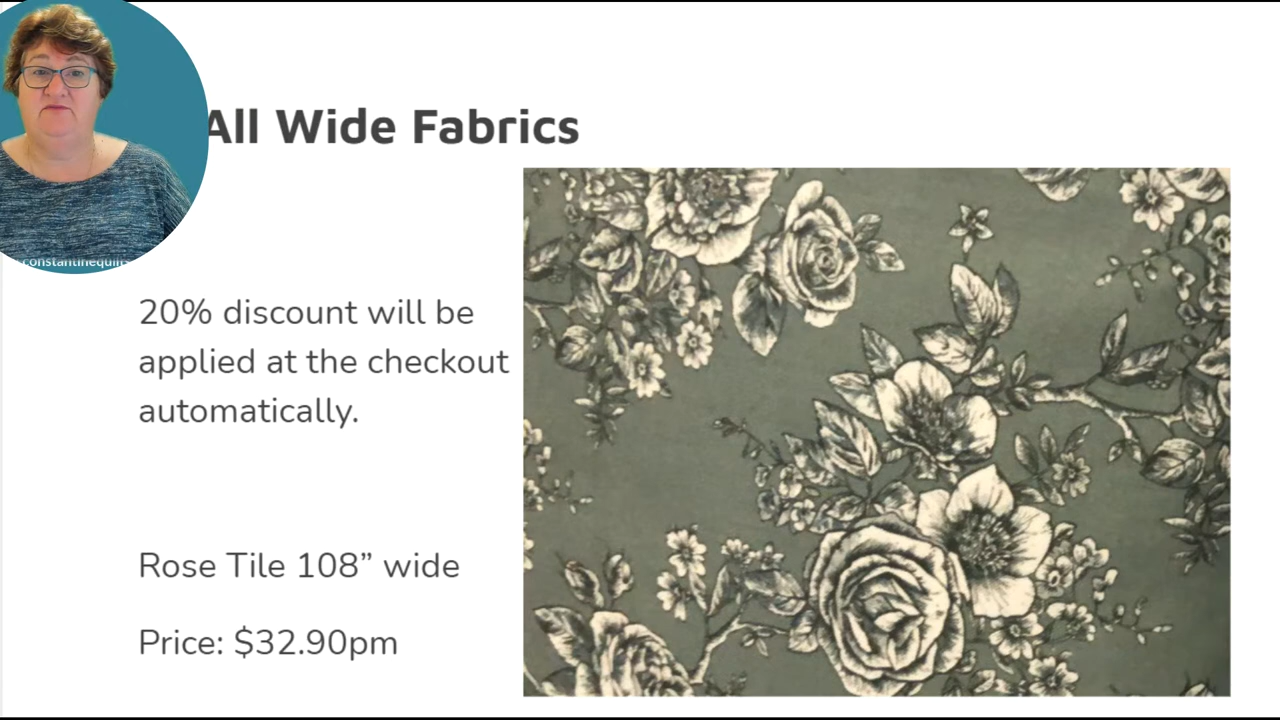 All Wide Fabrics
20% discount will be
applied at the checkout
automatically.
Rose Tile 108” wide
Price: $32.90pm